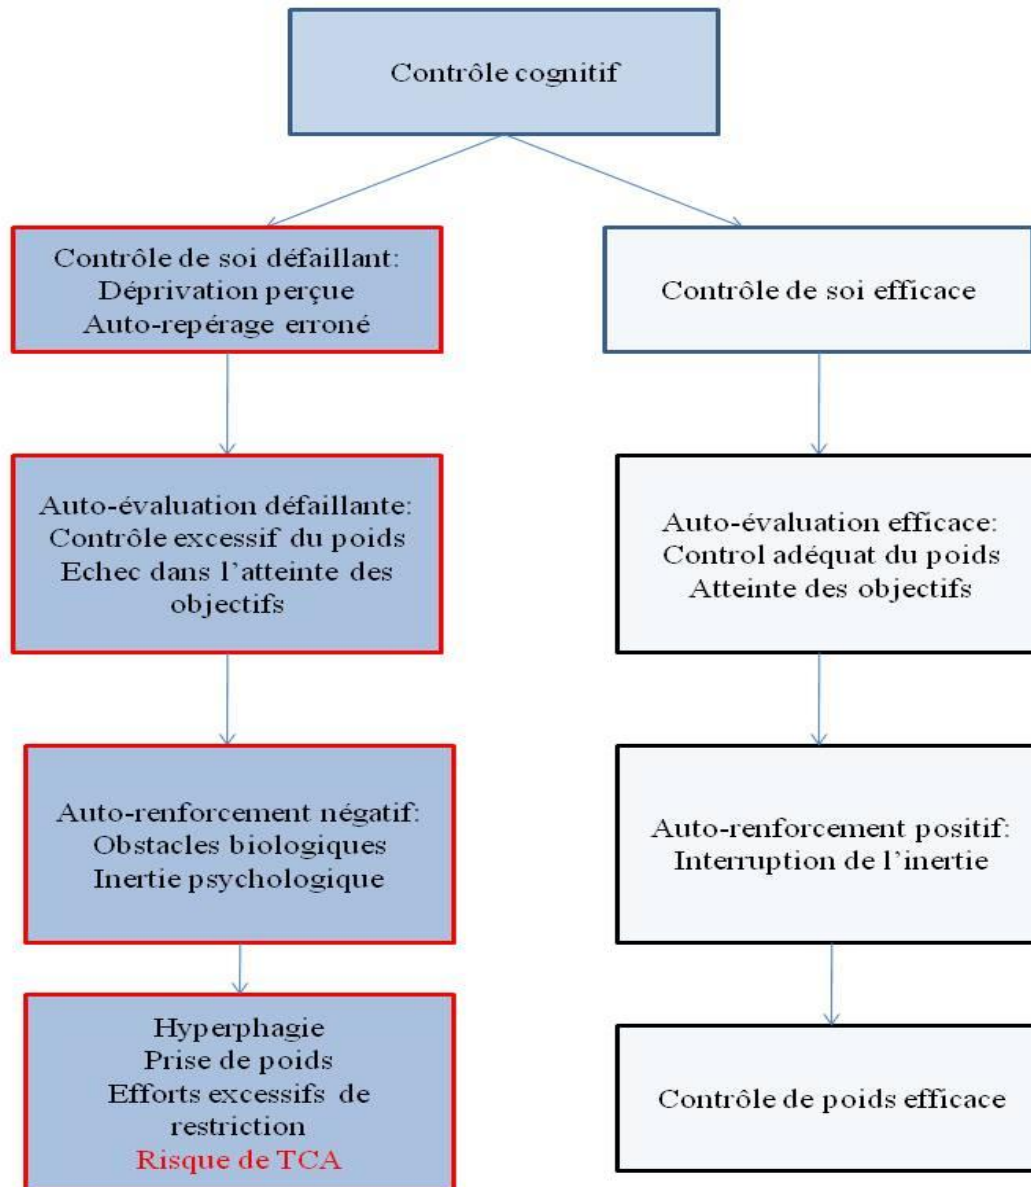 Contrôle cognitif
Contrôle de soi défaillant:
Déprivation perçue
Auto-repérage erroné
Contrôle de soi efficace
Auto-évaluation défaillante:
Contrôle excessif du poids
Echec dans l’atteinte des
objectifs
Auto-évaluation efficace:
Control adéquat du poids
Atteinte des objectifs
Auto-renforcement négatif:
Obstacles biologiques
Inertie psychologique
Auto-renforcement positif:
Interruption de l’inertie
Hyperphagie
Prise de poids
Efforts excessifs de
restriction
Risque de TCA
Contrôle de poids efficace